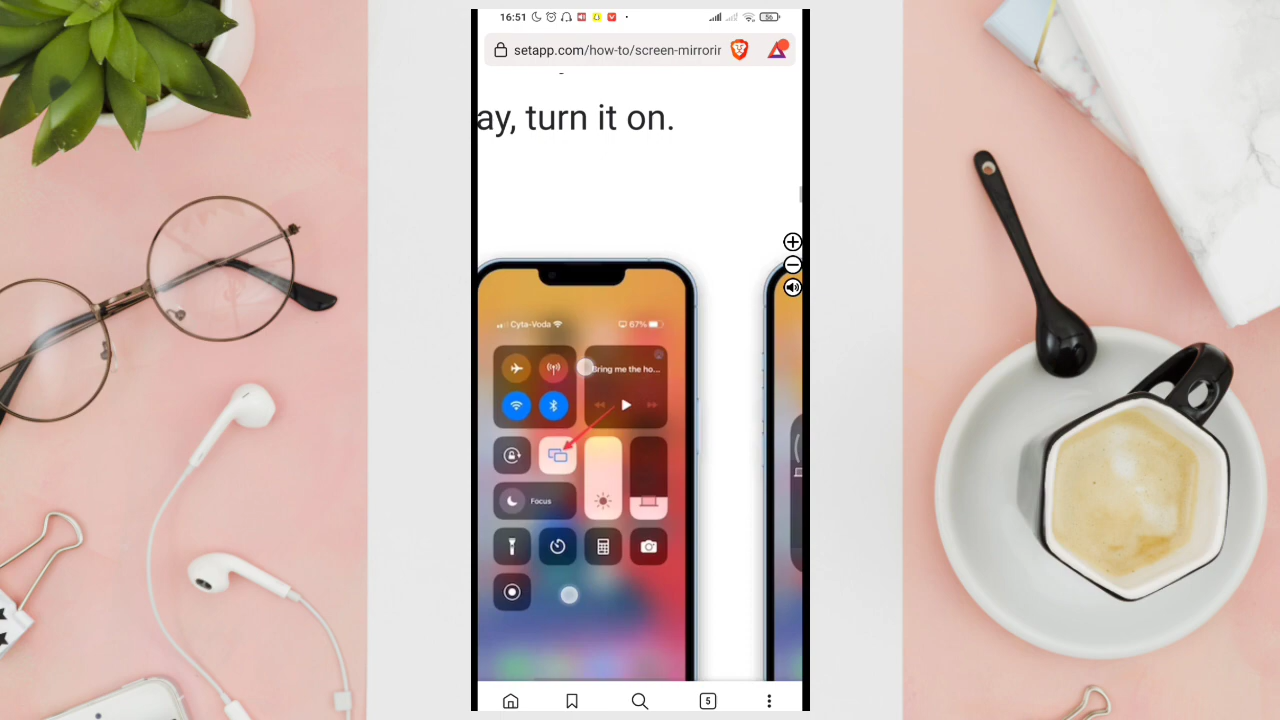 16:51
56
setapp.com/how-to/screen-mirrorir
ay, turn it on.
Cyta-Voda
67%
Bring me the ho...
Focus
5